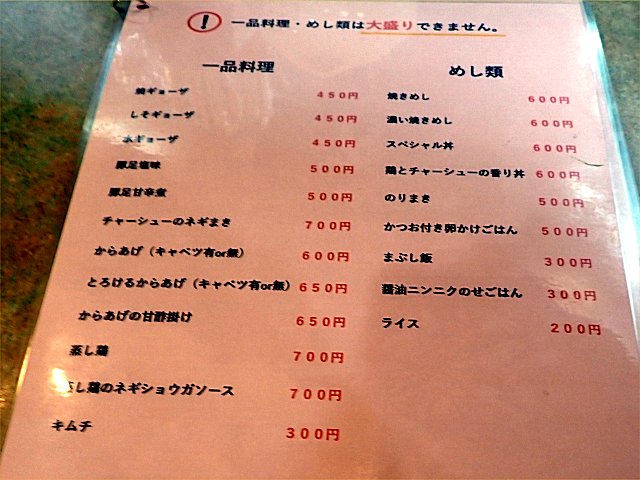 ! 一品料理・めし類は大盛りできません。
一品料理
焼ギョーザ 450円
しそギョーザ 450円
水ギョーザ 450円
豚足塩味 500円
豚足甘辛煮 500円
チャーシューのネギまき 700円
からあげ（キャベツ有or無） 600円
とろけるからあげ（キャベツ有or無） 650円
からあげの甘酢掛け 650円
蒸し鶏 700円
蒸し鶏のネギショウガソース 700円
キムチ 300円
めし類
焼きめし 600円
濃い焼きめし 600円
スペシャル丼 600円
鶏とチャーシューの香り丼 600円
のりまき 500円
かつお付き卵かけごはん 500円
まぶし飯 300円
醤油ニンニクのせごはん 300円
ライス 200円